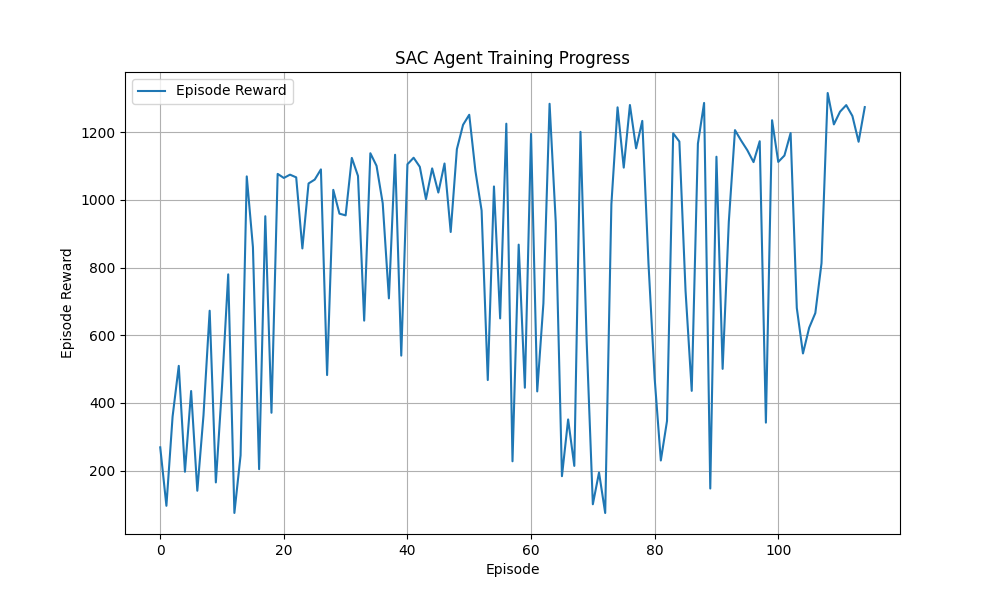 SAC Agent Training Progress
Episode Reward
1200
1000
800
600
400
200
Episode Reward
0 20 40 60 80 100
Episode